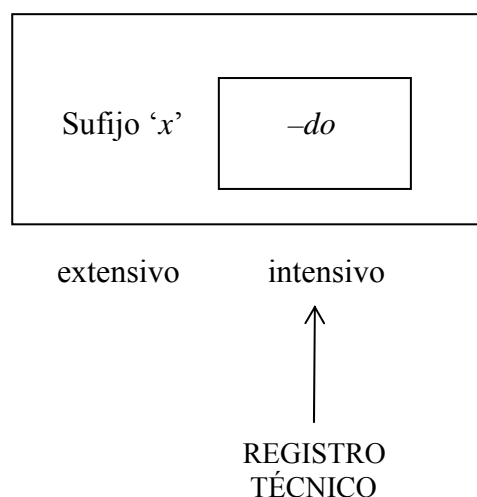 Sufijo ‘x’ –do
extensivo intensivo
REGISTRO
TÉCNICO